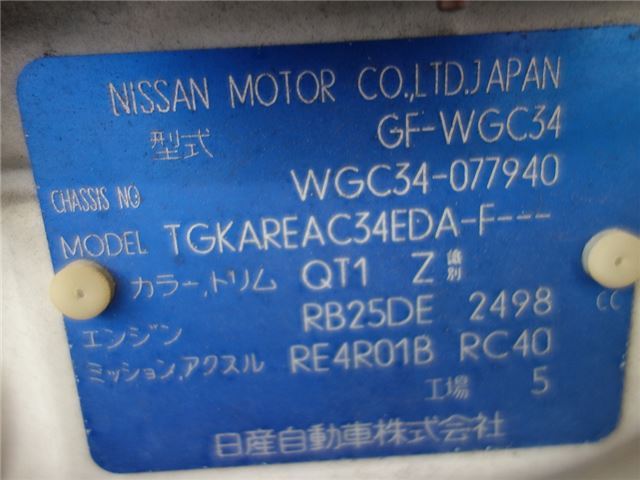 NISSAN MOTOR CO.,LTD.JAPAN
型式 GF-WGC34
CHASSIS NO WGC34-077940
MODEL TGKAREAC34EDA-F---
カラー,トリム QT1 Z 識別
エンジン RB25DE 2498 CC
ミッション,アクスル RE4R01B RC40
工場 5
日産自動車株式会社